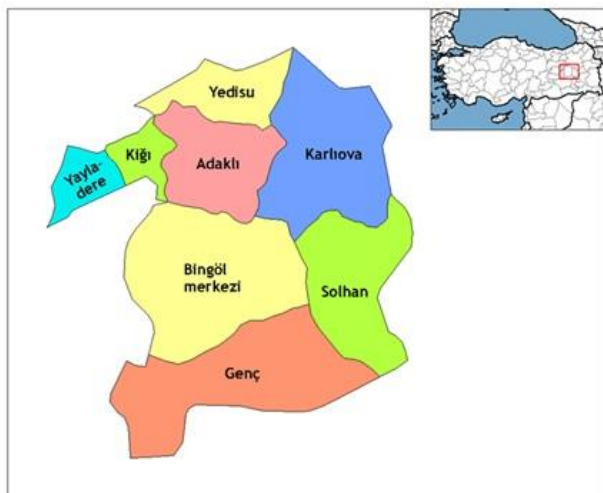 Yedisu
Kiğı
Adaklı
Karlıova
Yayla-
dere
Bingöl
merkezi
Solhan
Genç